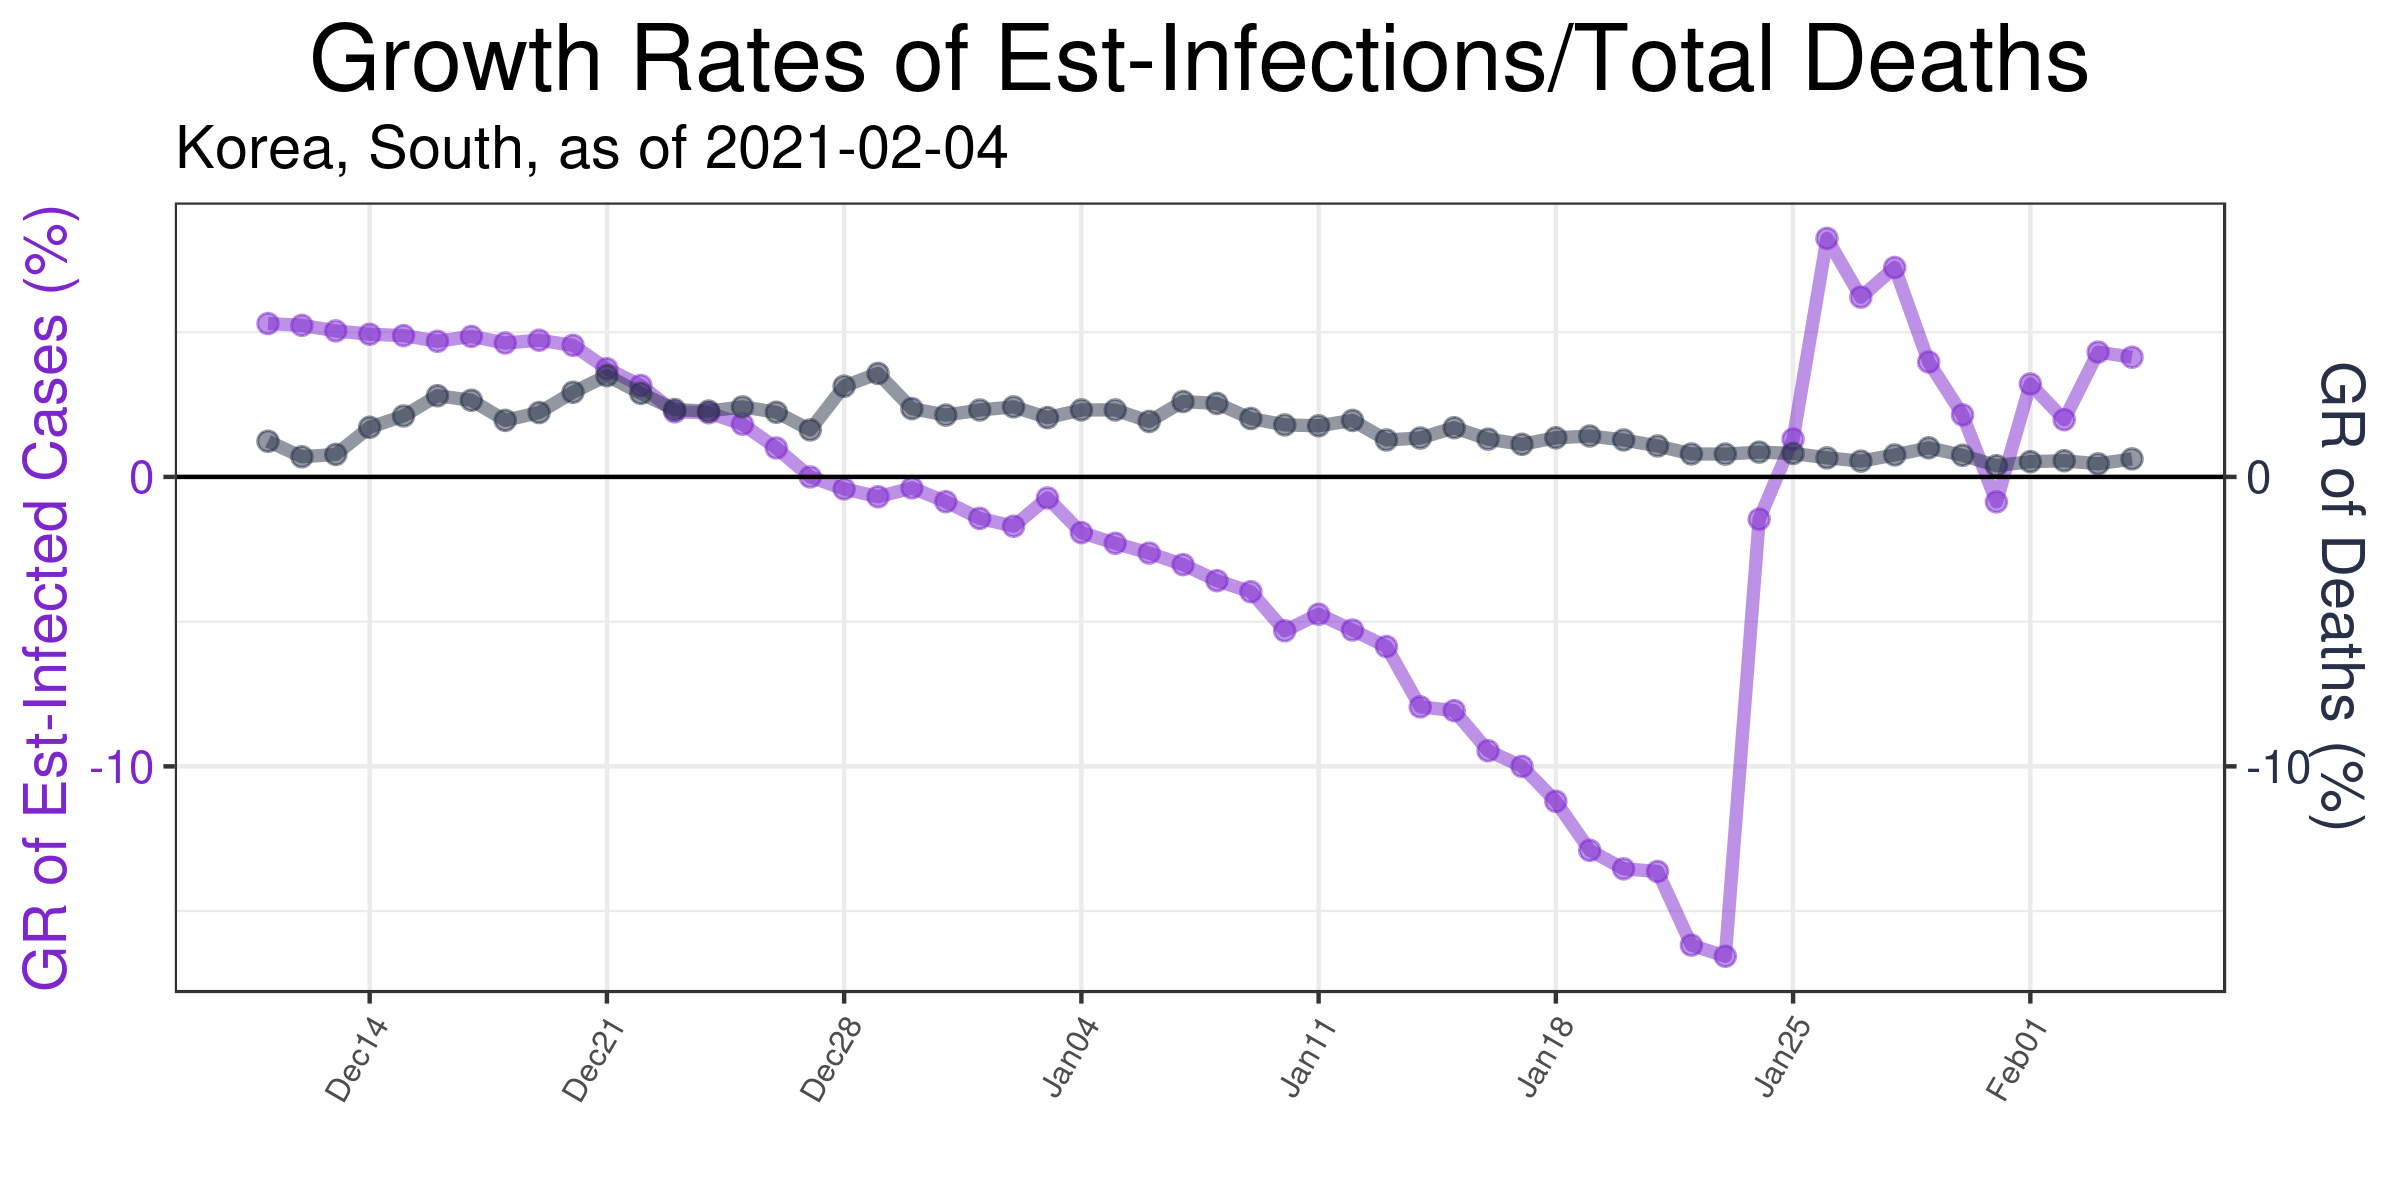 Growth Rates of Est-Infections/Total Deaths
Korea, South, as of 2021-02-04
GR of Est-Infected Cases (%)
0
-10
0
-10
GR of Deaths (%)
Dec14
Dec21
Dec28
Jan04
Jan11
Jan18
Jan25
Feb01